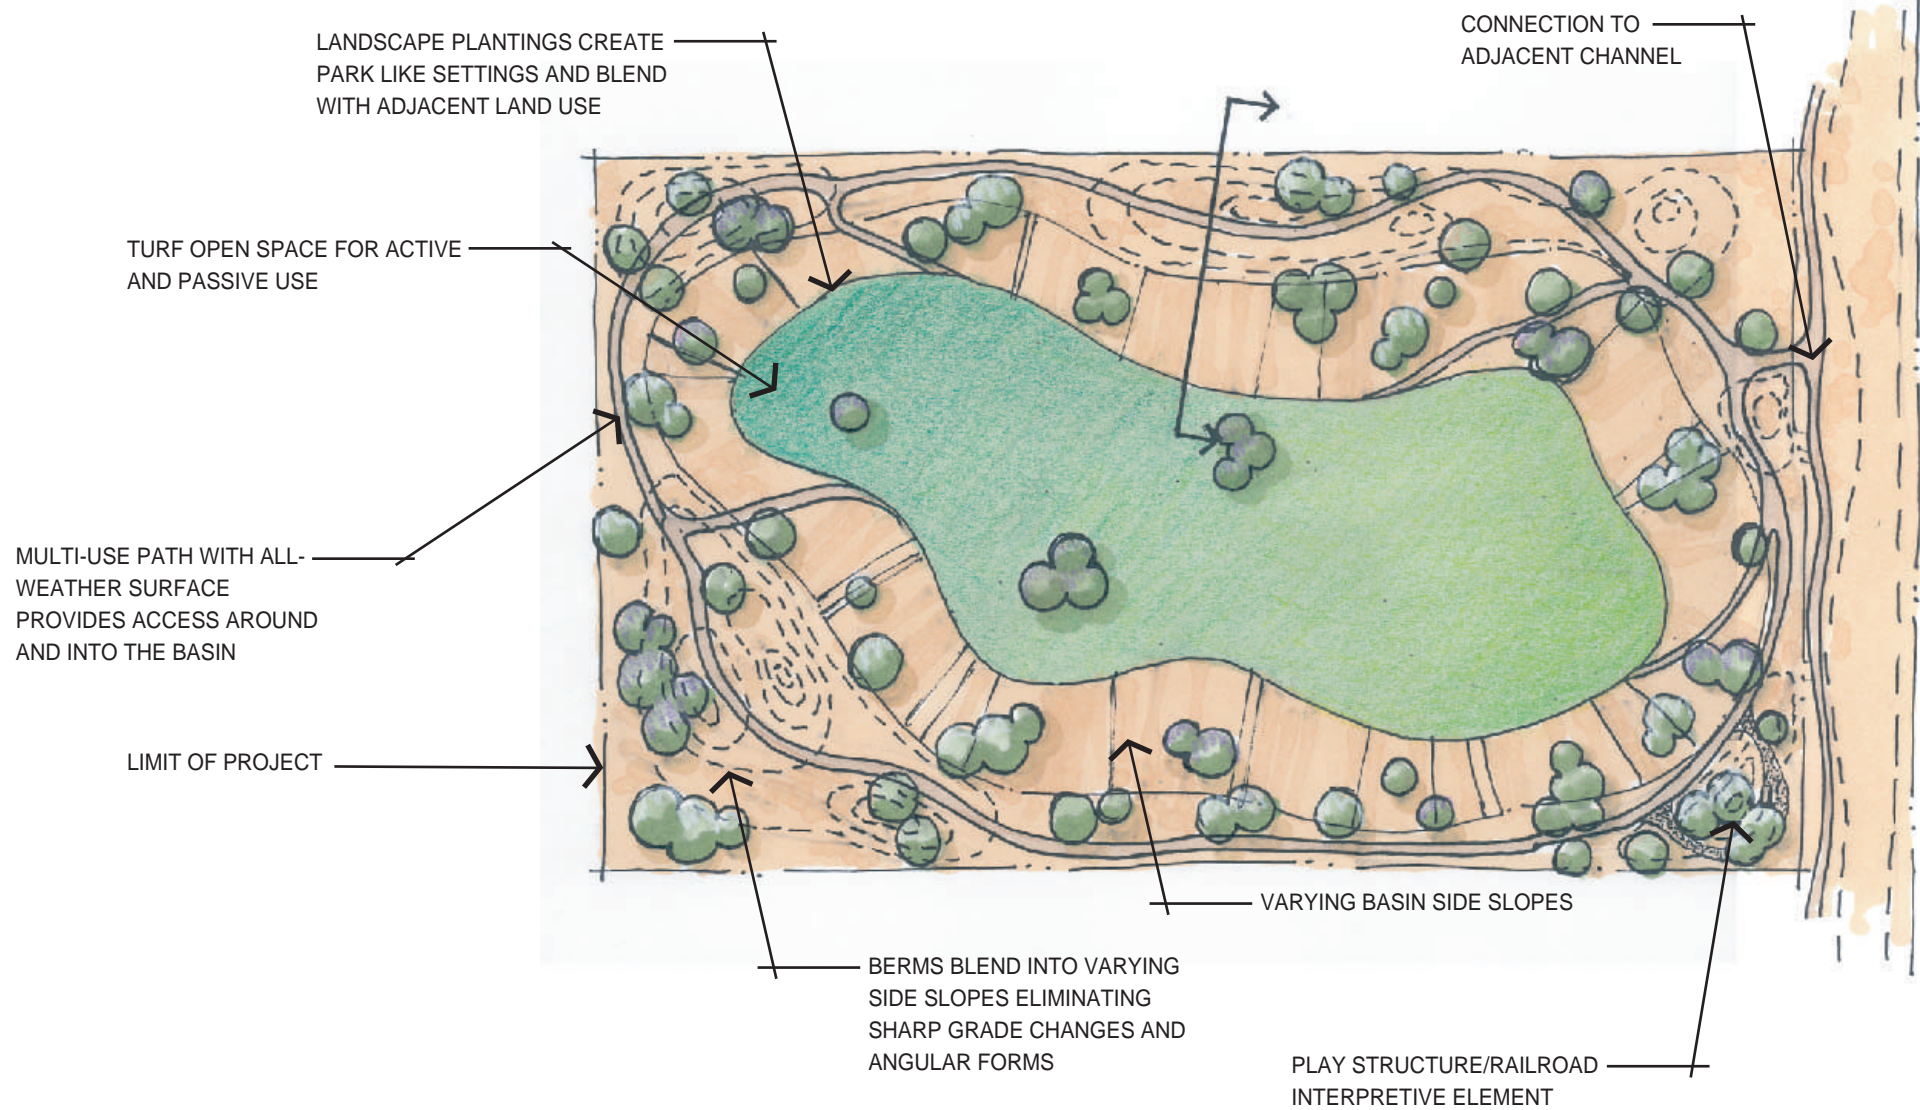 LANDSCAPE PLANTINGS CREATE
PARK LIKE SETTINGS AND BLEND
WITH ADJACENT LAND USE
CONNECTION TO
ADJACENT CHANNEL
TURF OPEN SPACE FOR ACTIVE
AND PASSIVE USE
MULTI-USE PATH WITH ALL-
WEATHER SURFACE
PROVIDES ACCESS AROUND
AND INTO THE BASIN
LIMIT OF PROJECT
VARYING BASIN SIDE SLOPES
BERMS BLEND INTO VARYING
SIDE SLOPES ELIMINATING
SHARP GRADE CHANGES AND
ANGULAR FORMS
PLAY STRUCTURE/RAILROAD
INTERPRETIVE ELEMENT